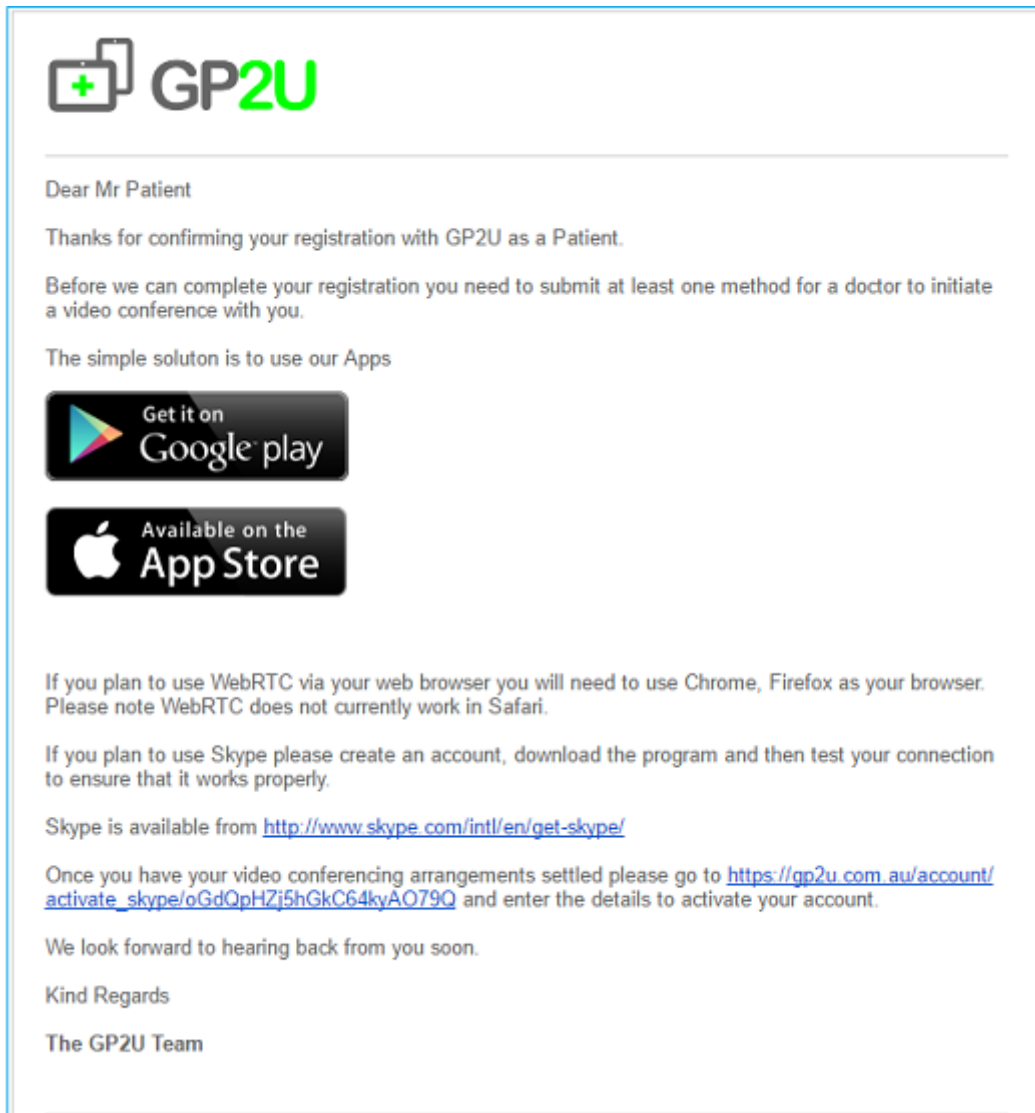 GP2U
Dear Mr Patient
Thanks for confirming your registration with GP2U as a Patient.
Before we can complete your registration you need to submit at least one method for a doctor to initiate
a video conference with you.
The simple soluton is to use our Apps
Get it on
Google play
Available on the
App Store
If you plan to use WebRTC via your web browser you will need to use Chrome, Firefox as your browser.
Please note WebRTC does not currently work in Safari.
If you plan to use Skype please create an account, download the program and then test your connection
to ensure that it works properly.
Skype is available from http://www.skype.com/intl/en/get-skype/
Once you have your video conferencing arrangements settled please go to https://gp2u.com.au/account/
activate_skype/oGdQpHZj5hGkC64kyAO79Q and enter the details to activate your account.
We look forward to hearing back from you soon.
Kind Regards
The GP2U Team